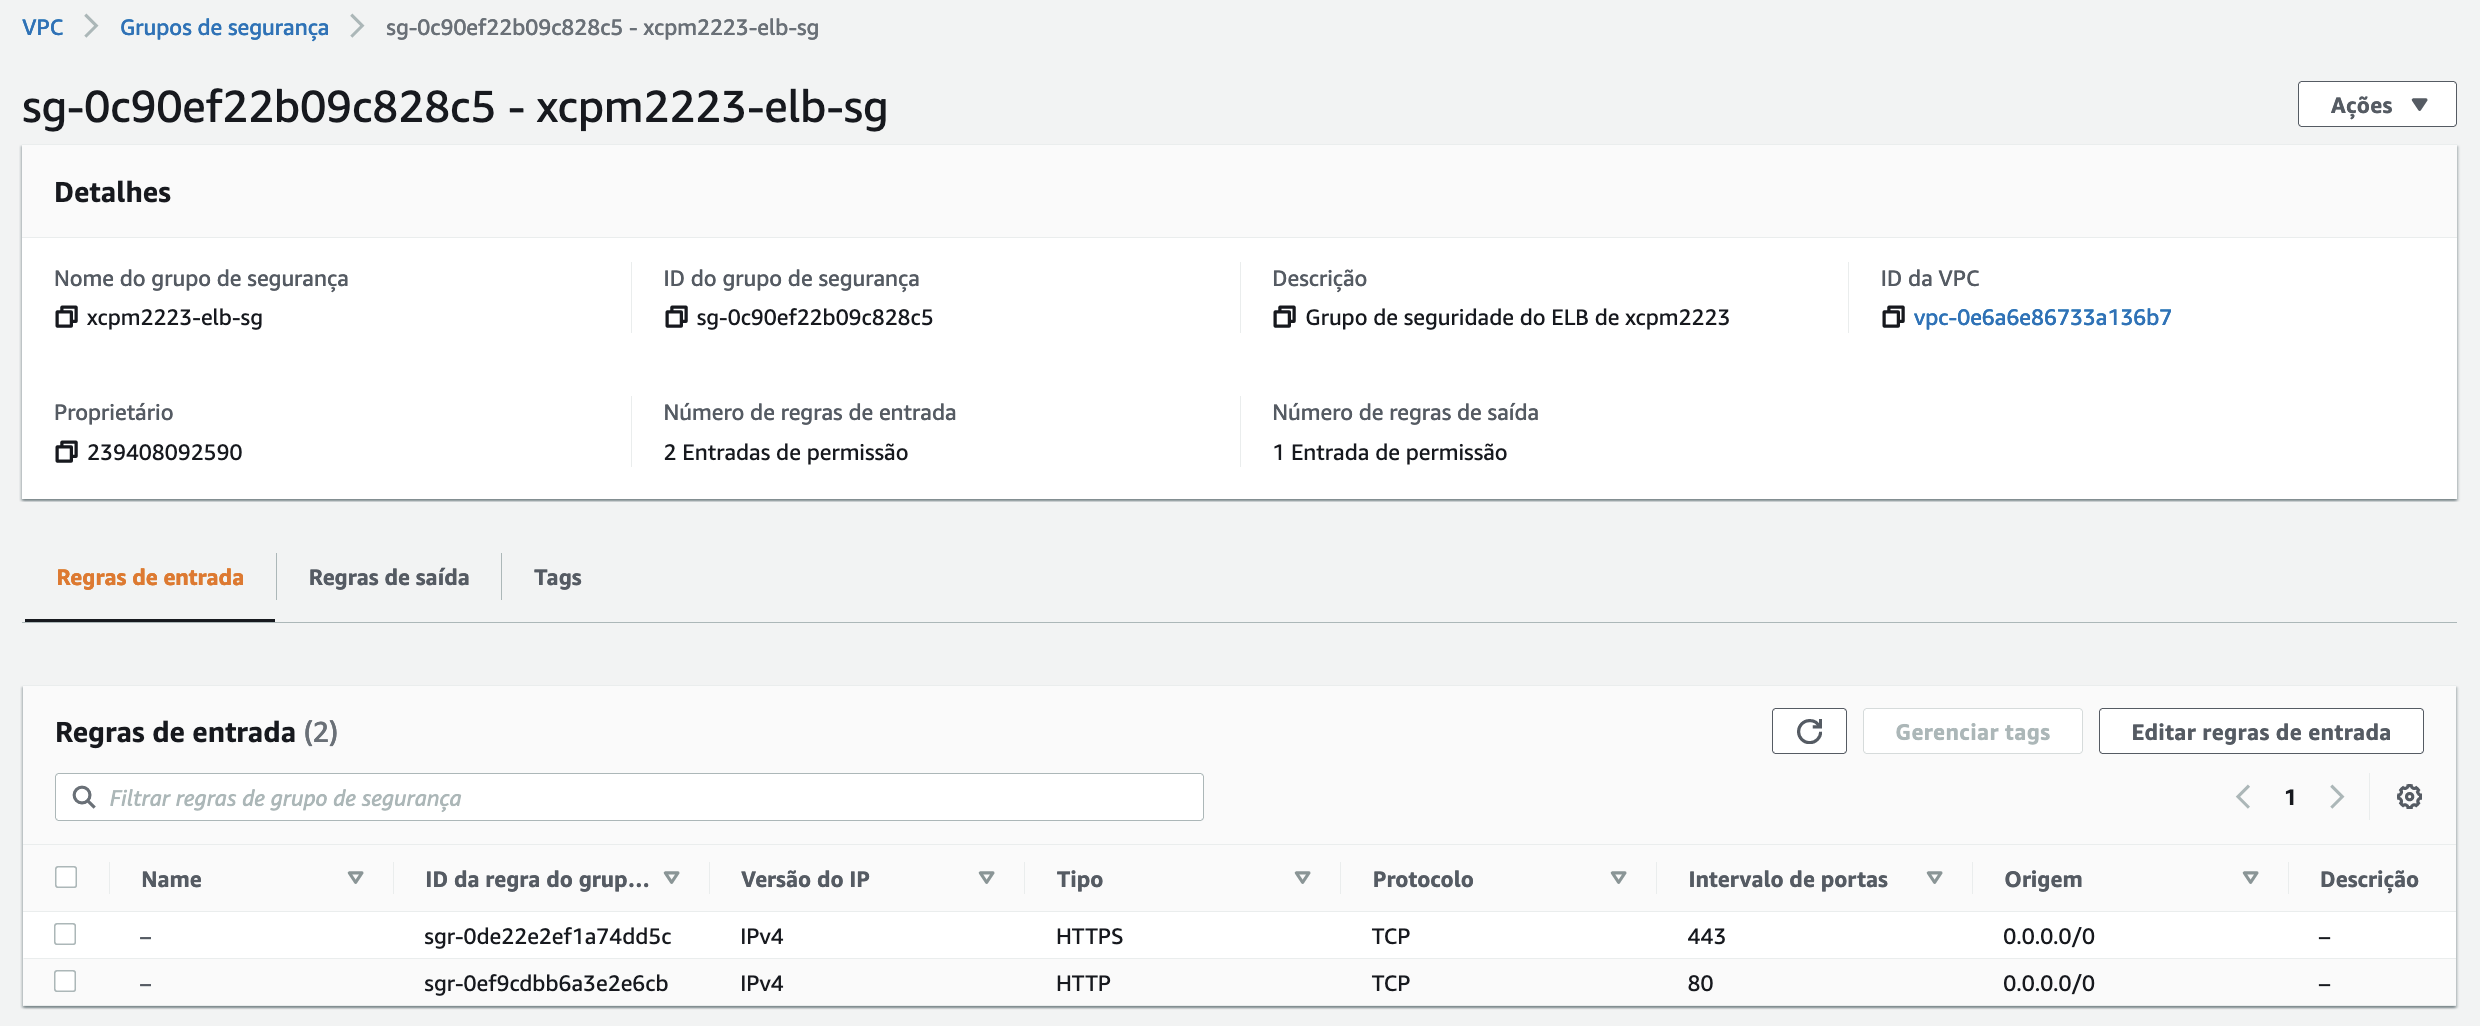 VPC Grupos de segurança sg-0c90ef22b09c828c5 - xcpm2223-elb-sg
sg-0c90ef22b09c828c5 - xcpm2223-elb-sg
Ações
Detalhes
Nome do grupo de segurança
xcpm2223-elb-sg
ID do grupo de segurança
sg-0c90ef22b09c828c5
Descrição
Grupo de seguridade do ELB de xcpm2223
ID da VPC
vpc-0e6a6e86733a136b7
Proprietário
239408092590
Número de regras de entrada
2 Entradas de permissão
Número de regras de saída
1 Entrada de permissão
Regras de entrada Regras de saída Tags
Regras de entrada (2)
Gerenciar tags
Editar regras de entrada
Filtrar regras de grupo de segurança
1
Name ID da regra do grup... Versão do IP Tipo Protocolo Intervalo de portas Origem Descrição
– sgr-0de22e2ef1a74dd5c IPv4 HTTPS TCP 443 0.0.0.0/0 –
– sgr-0ef9cdbb6a3e2e6cb IPv4 HTTP TCP 80 0.0.0.0/0 –